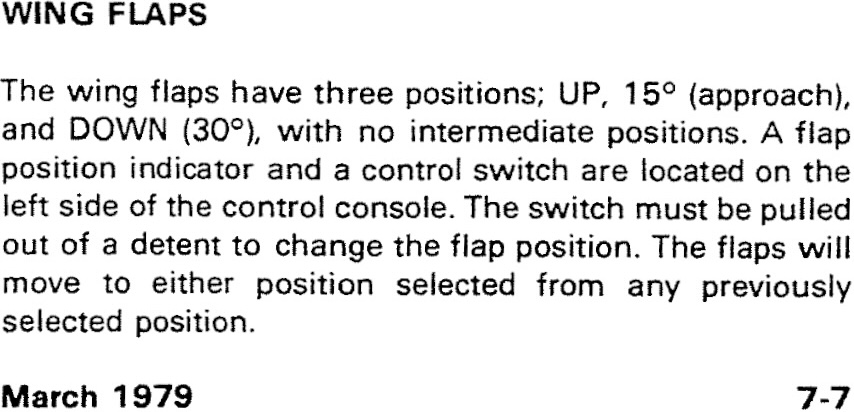 WING FLAPS
The wing flaps have three positions; UP, 15° (approach),
and DOWN (30°), with no intermediate positions. A flap
position indicator and a control switch are located on the
left side of the control console. The switch must be pulled
out of a detent to change the flap position. The flaps will
move to either position selected from any previously
selected position.
March 1979 7-7